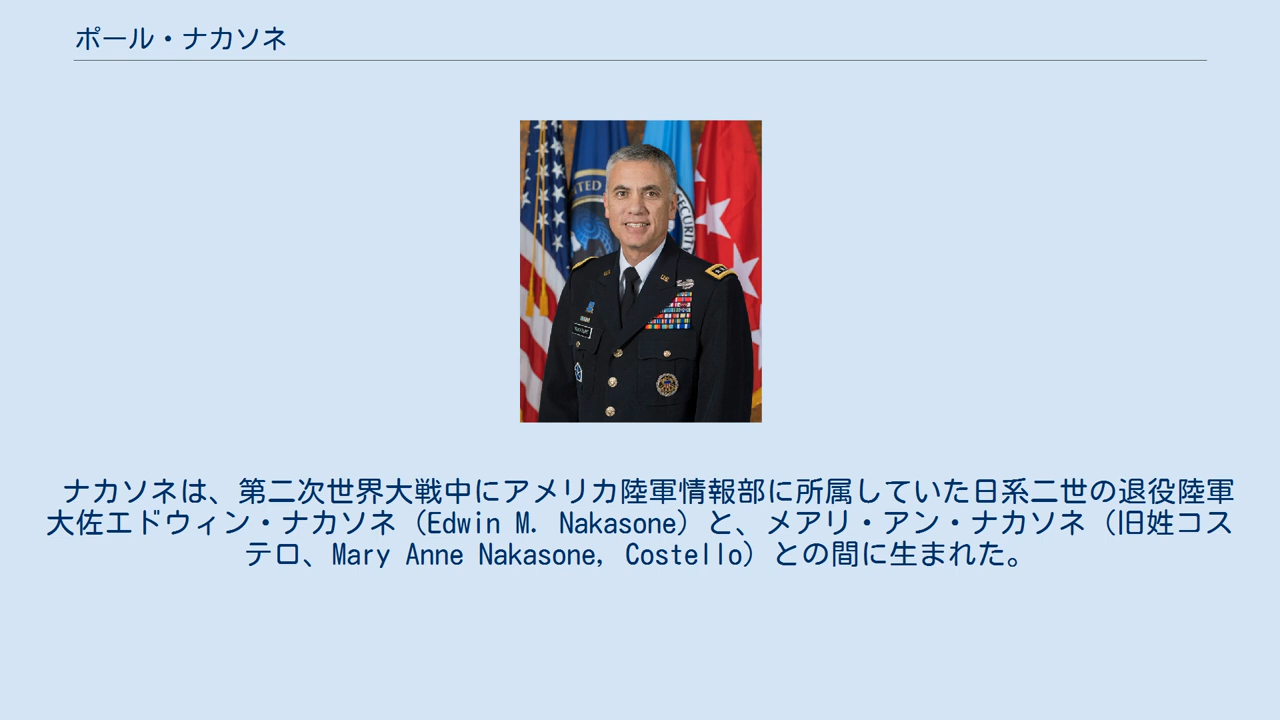 ポール・ナカソネ
TED
SECURITY
ナカソネは、第二次世界大戦中にアメリカ陸軍情報部に所属していた日系二世の退役陸軍
大佐エドウィン・ナカソネ（Edwin M. Nakasone）と、メアリ・アン・ナカソネ（旧姓コス
テロ、Mary Anne Nakasone, Costello）との間に生まれた。